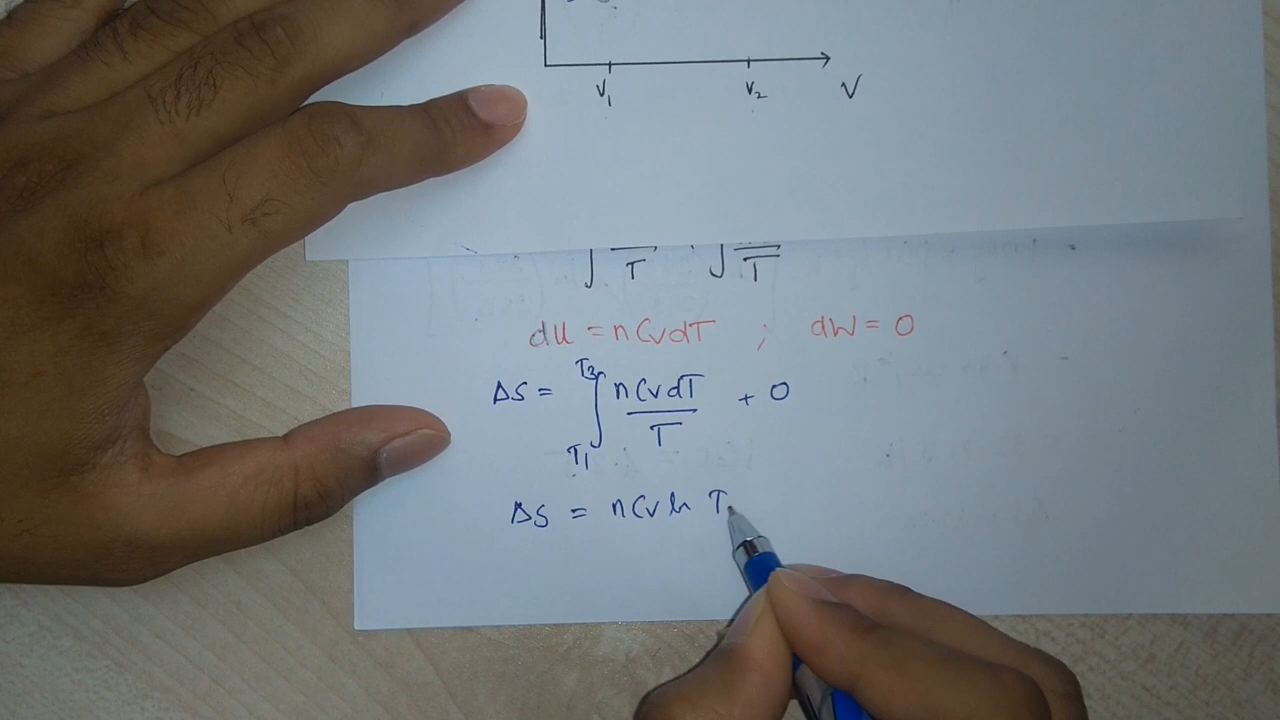 V₁ V₂ V
∫ T ∫ T
dU = nCvdT ; dW = 0
ΔS = ∫ T₁ T₂ nCvdT / T + 0
ΔS = nCv ln T